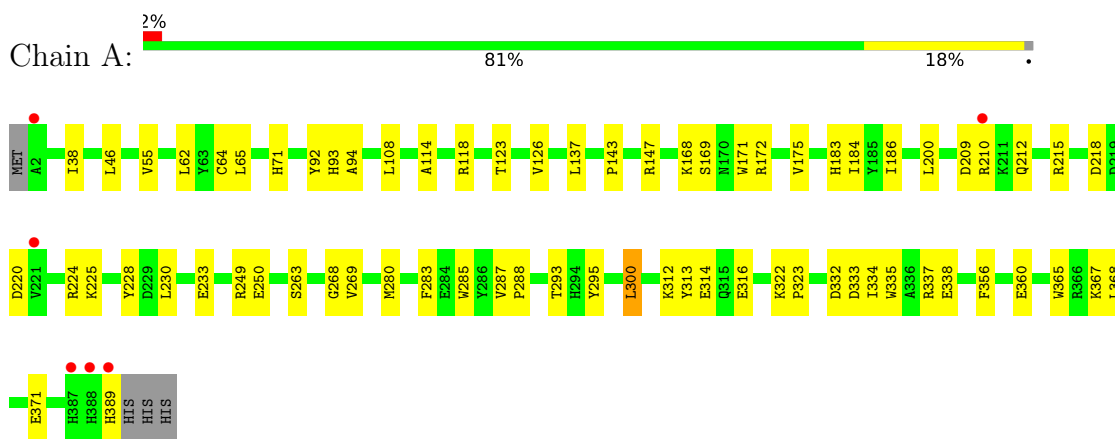 2%
Chain A:
81% 18% •
MET A2 I38 L46 V55 L62 Y63 C64 L65 H71 Y92 H93 A94 L108 A114 R118 T123 V126 L137 P143 R147 K168 S169 N170 W171 R172 V175 H183 I184 Y185 I186 L200 D209 R210 K211 Q212 R215 D218 D219
D220 V221 R224 K225 Y228 D229 L230 E233 R249 E250 S263 G268 V269 M280 F283 E284 W285 Y286 V287 P288 T293 H294 Y295 L300 K312 Y313 E314 Q315 E316 K322 P323 D332 D333 I334 W335 A336 R337 E338 F356 E360 W365 R366 K367 L368
E371 H387 H388 H389 HIS HIS HIS